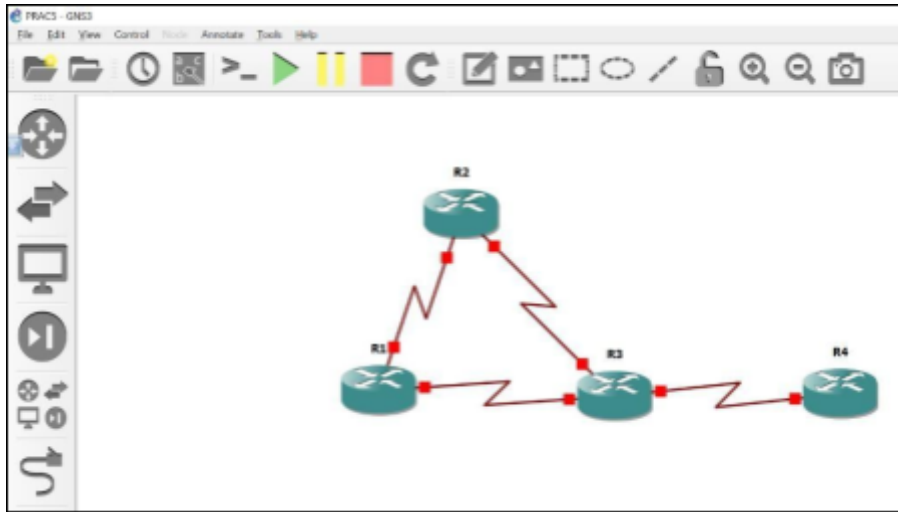 PRAC5 - GNS3
File Edit View Control Node Annotate Tools Help
R2
R1
R3
R4